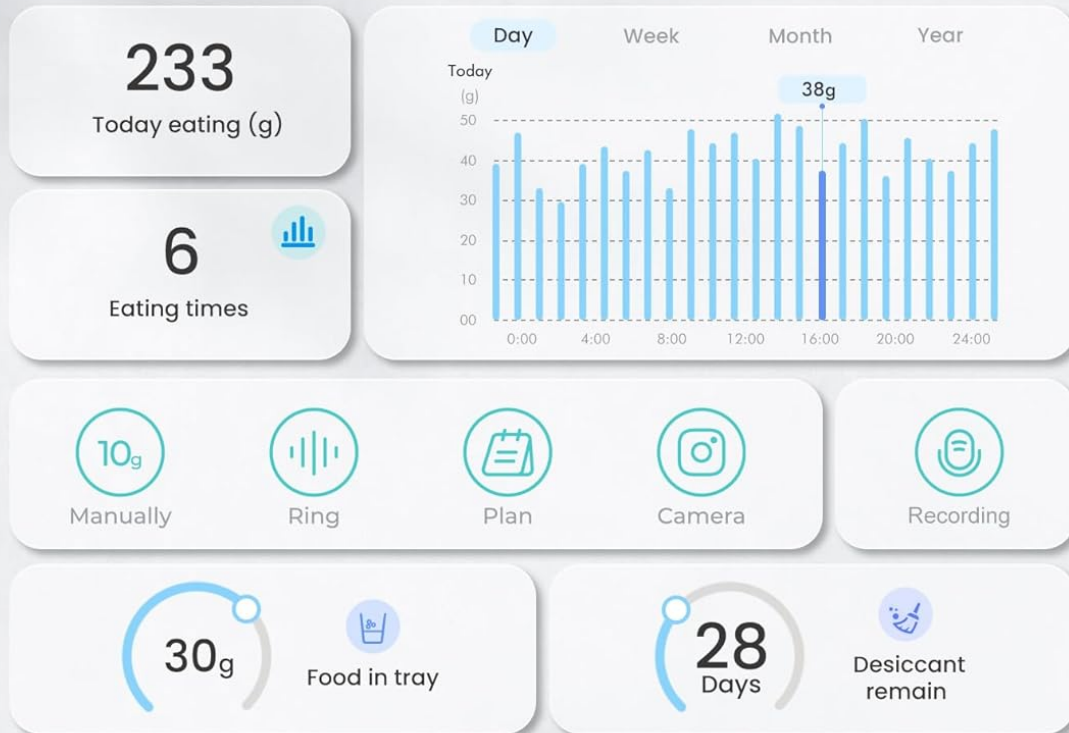 233
Today eating (g)
6
Eating times
Day Week Month Year
Today
(g)
38g
50
40
30
20
10
00
0:00 4:00 8:00 12:00 16:00 20:00 24:00
10g
Manually
Ring
Plan
Camera
Recording
30g
Food in tray
28
Days
Desiccant
remain